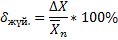 δжүй. = ΔX / X̅ₙ * 100%